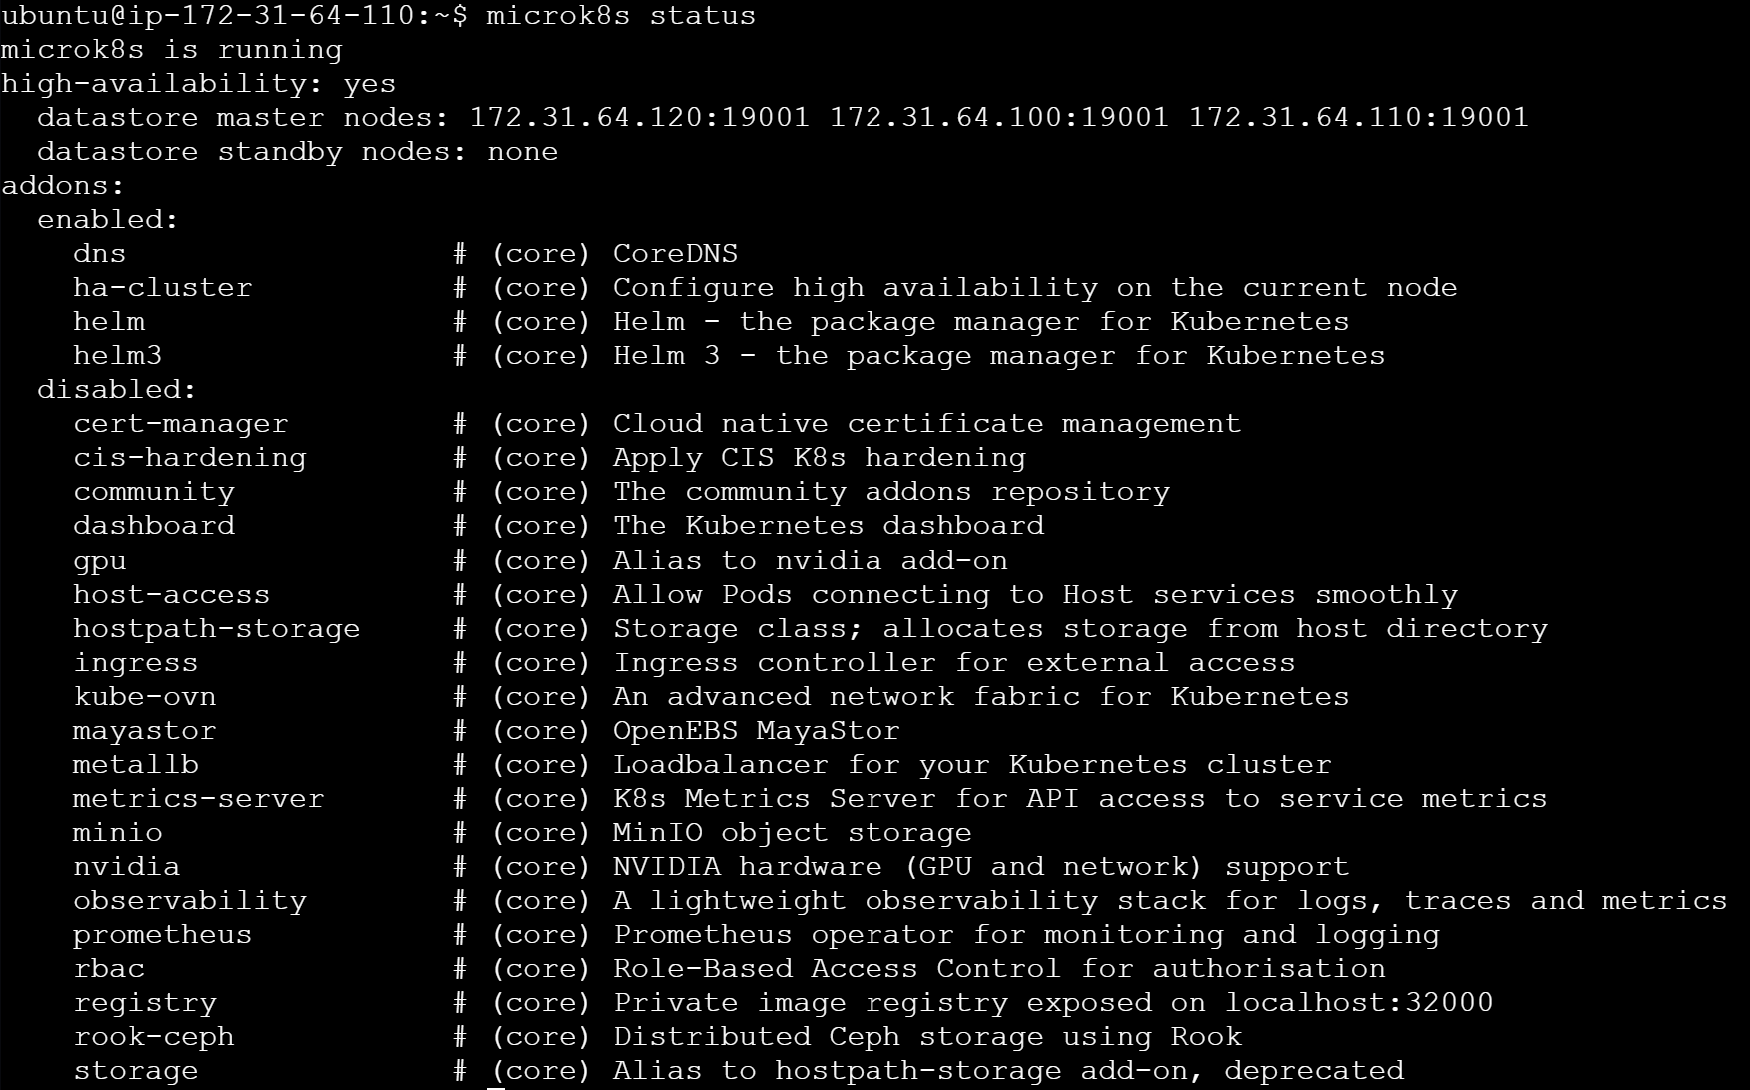 ubuntu@ip-172-31-64-110:~$ microk8s status
microk8s is running
high-availability: yes
  datastore master nodes: 172.31.64.120:19001 172.31.64.100:19001 172.31.64.110:19001
  datastore standby nodes: none
addons:
  enabled:
    dns                  # (core) CoreDNS
    ha-cluster           # (core) Configure high availability on the current node
    helm                 # (core) Helm - the package manager for Kubernetes
    helm3                # (core) Helm 3 - the package manager for Kubernetes
  disabled:
    cert-manager         # (core) Cloud native certificate management
    cis-hardening        # (core) Apply CIS K8s hardening
    community            # (core) The community addons repository
    dashboard            # (core) The Kubernetes dashboard
    gpu                  # (core) Alias to nvidia add-on
    host-access          # (core) Allow Pods connecting to Host services smoothly
    hostpath-storage     # (core) Storage class; allocates storage from host directory
    ingress              # (core) Ingress controller for external access
    kube-ovn             # (core) An advanced network fabric for Kubernetes
    mayastor             # (core) OpenEBS MayaStor
    metallb              # (core) Loadbalancer for your Kubernetes cluster
    metrics-server       # (core) K8s Metrics Server for API access to service metrics
    minio                # (core) MinIO object storage
    nvidia               # (core) NVIDIA hardware (GPU and network) support
    observability        # (core) A lightweight observability stack for logs, traces and metrics
    prometheus           # (core) Prometheus operator for monitoring and logging
    rbac                 # (core) Role-Based Access Control for authorisation
    registry             # (core) Private image registry exposed on localhost:32000
    rook-ceph            # (core) Distributed Ceph storage using Rook
    storage              # (core) Alias to hostpath-storage add-on, deprecated